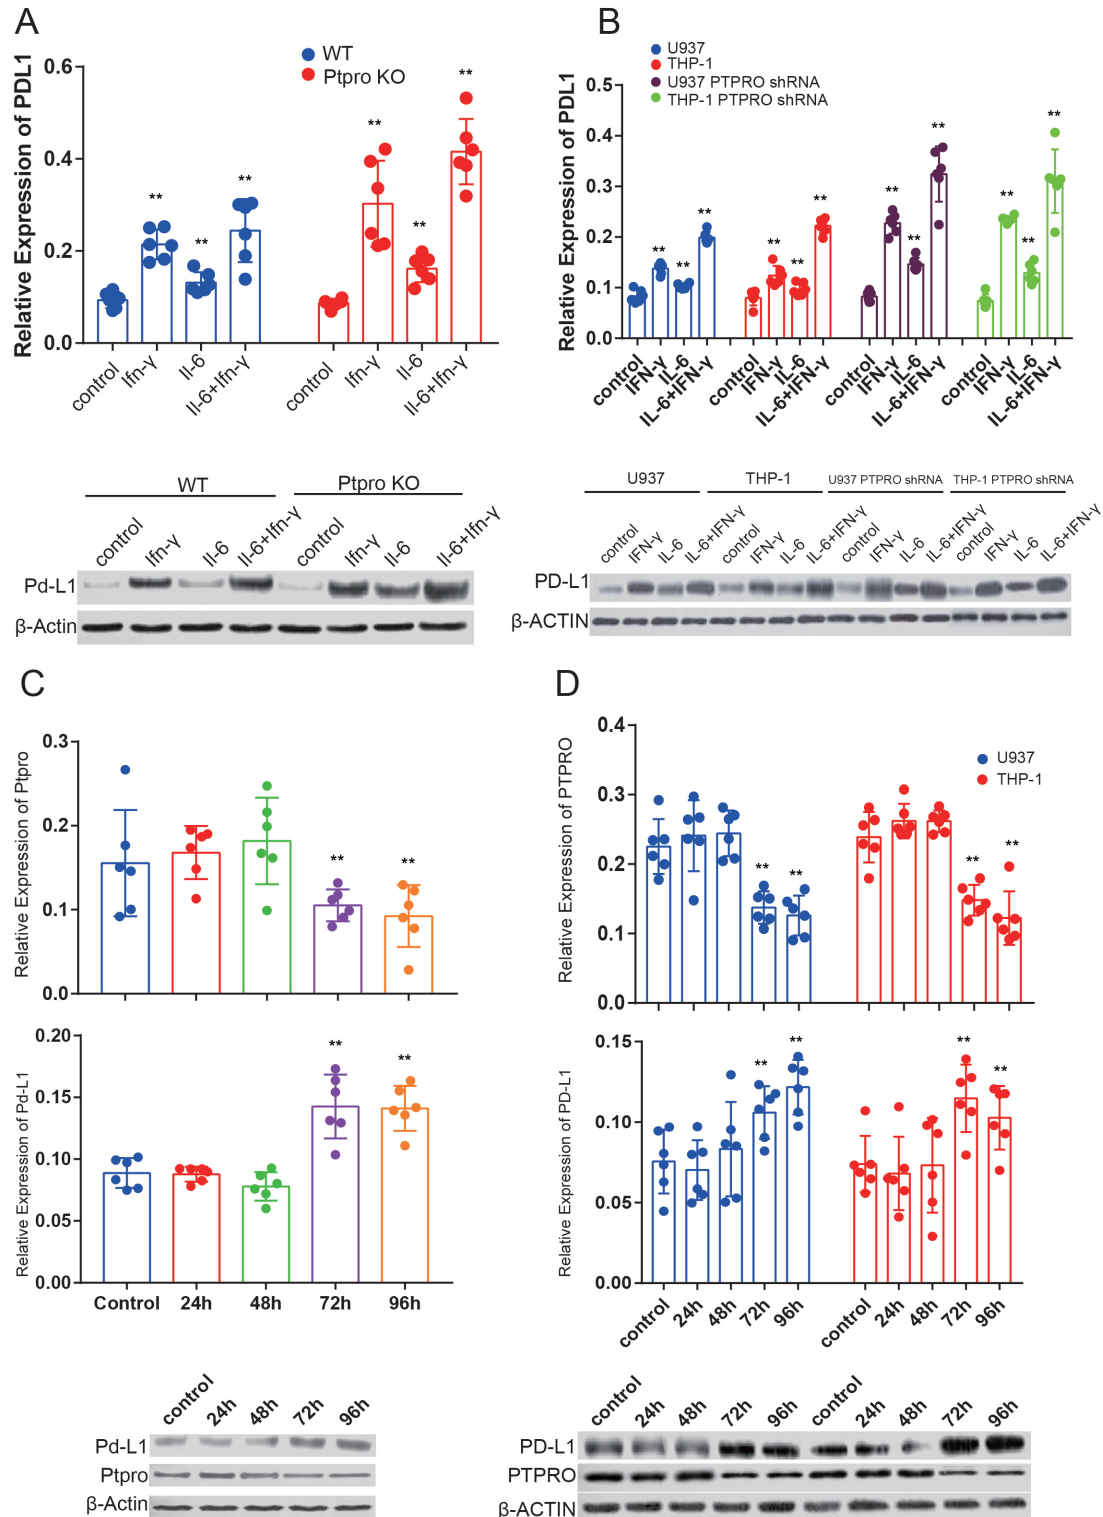 A
WT
Ptpro KO
Relative Expression of PDL1
0.6
0.4
0.2
0.0
** ** ** ** ** **
control Ifn-γ Il-6 Il-6+Ifn-γ control Ifn-γ Il-6 Il-6+Ifn-γ
WT Ptpro KO
control Ifn-γ Il-6 Il-6+Ifn-γ control Ifn-γ Il-6 Il-6+Ifn-γ
Pd-L1
β-Actin
B
U937
THP-1
U937 PTPRO shRNA
THP-1 PTPRO shRNA
Relative Expression of PDL1
0.5
0.4
0.3
0.2
0.1
0.0
** ** ** ** ** ** ** ** ** ** ** **
control IFN-γ IL-6 IL-6+IFN-γ control IFN-γ IL-6 IL-6+IFN-γ control IFN-γ IL-6 IL-6+IFN-γ control IFN-γ IL-6 IL-6+IFN-γ
U937 THP-1 U937 PTPRO shRNA THP-1 PTPRO shRNA
control IFN-γ IL-6 IL-6+IFN-γ control IFN-γ IL-6 IL-6+IFN-γ control IFN-γ IL-6 IL-6+IFN-γ control IFN-γ IL-6 IL-6+IFN-γ
PD-L1
β-ACTIN
C
Relative Expression of Ptpro
0.3
0.2
0.1
0.0
** **
Relative Expression of Pd-L1
0.20
0.15
0.10
0.05
0.00
** **
Control 24h 48h 72h 96h
control 24h 48h 72h 96h
Pd-L1
Ptpro
β-Actin
D
U937
THP-1
Relative Expression of PTPRO
0.4
0.3
0.2
0.1
0.0
** ** ** **
Relative Expression of PD-L1
0.15
0.10
0.05
0.00
** ** ** **
control 24h 48h 72h 96h control 24h 48h 72h 96h
control 24h 48h 72h 96h control 24h 48h 72h 96h
PD-L1
PTPRO
β-ACTIN